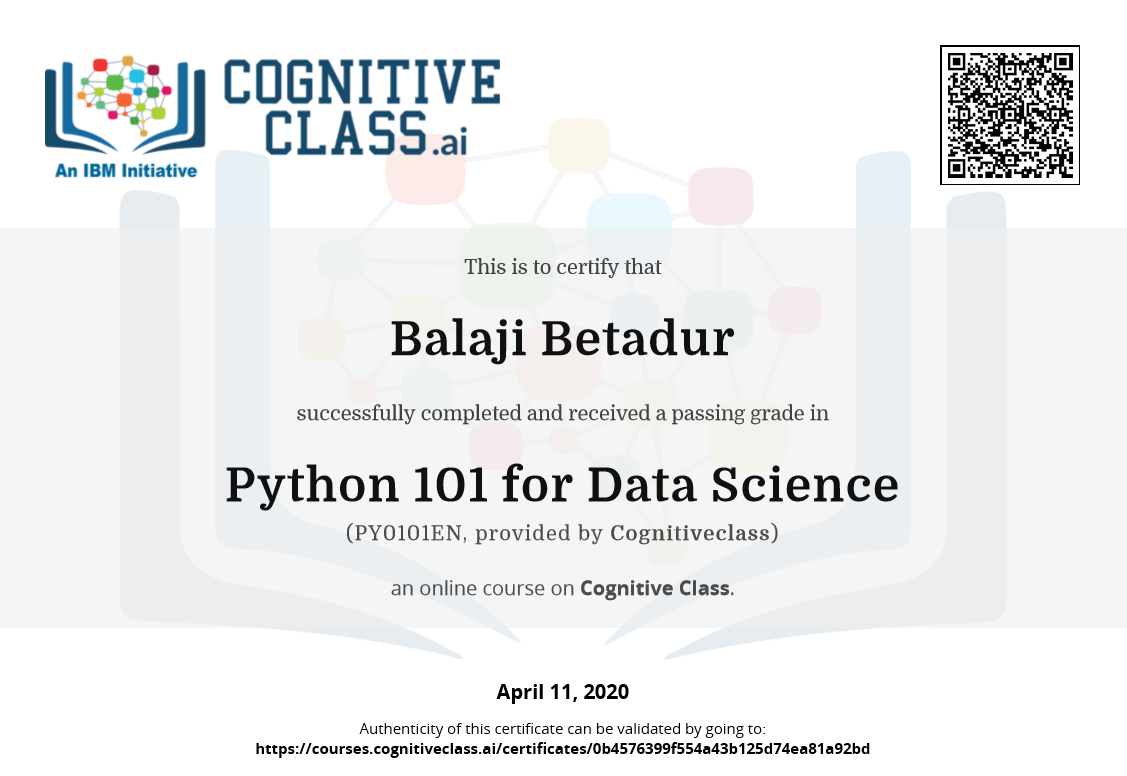 COGNITIVE
CLASS.ai
An IBM Initiative
This is to certify that
Balaji Betadur
successfully completed and received a passing grade in
Python 101 for Data Science
(PY0101EN, provided by Cognitiveclass)
an online course on Cognitive Class.
April 11, 2020
Authenticity of this certificate can be validated by going to:
https://courses.cognitiveclass.ai/certificates/0b4576399f554a43b125d74ea81a92bd